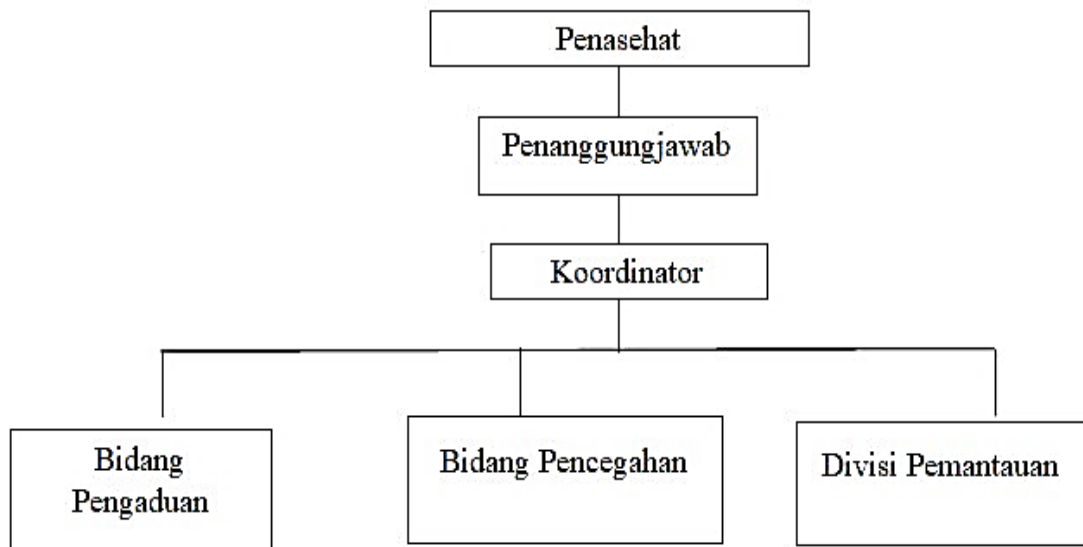 Penasehat
Penanggungjawab
Koordinator
Bidang
Pengaduan
Bidang Pencegahan
Divisi Pemantauan